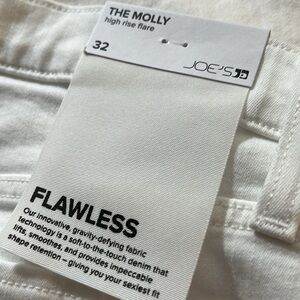 THE MOLLY
high rise flare
32
JOE'S
FLAWLESS
Our innovative, gravity-defying fabric
technology is a soft-to-the-touch denim that
lifts, smoothes, and provides impeccable
shape retention – giving you your sexiest fit